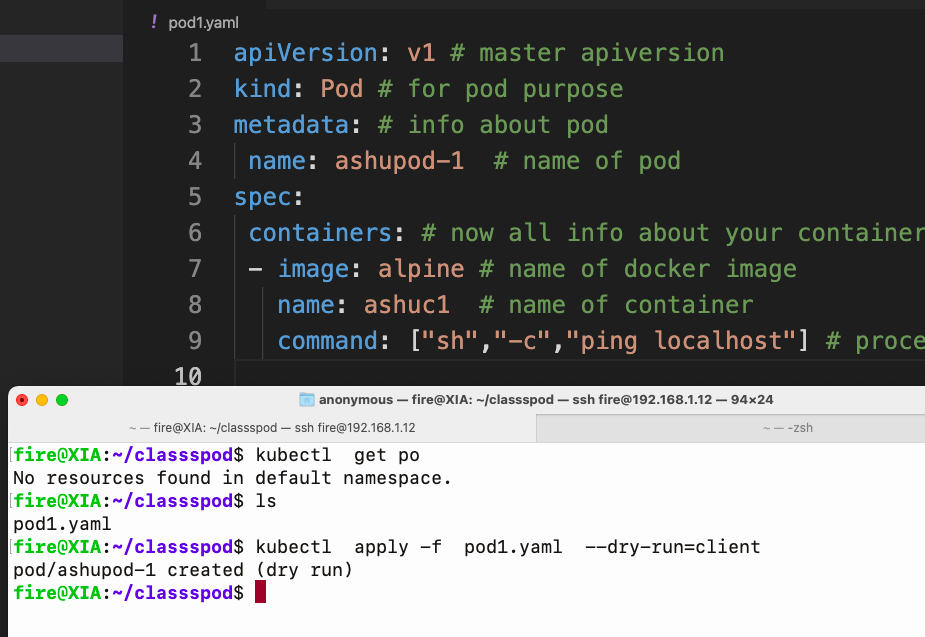 ! pod1.yaml
1 apiVersion: v1 # master apiversion
2 kind: Pod # for pod purpose
3 metadata: # info about pod
4 name: ashupod-1  # name of pod
5 spec:
6 containers: # now all info about your container
7 - image: alpine # name of docker image
8 name: ashuc1  # name of container
9 command: ["sh","-c","ping localhost"] # proce
10
anonymous — fire@XIA: ~/classspod — ssh fire@192.168.1.12 — 94×24
~ — fire@XIA: ~/classspod — ssh fire@192.168.1.12
~ — -zsh
[fire@XIA:~/classspod$ kubectl  get po
No resources found in default namespace.
[fire@XIA:~/classspod$ ls
pod1.yaml
[fire@XIA:~/classspod$ kubectl  apply -f  pod1.yaml  --dry-run=client
pod/ashupod-1 created (dry run)
fire@XIA:~/classspod$